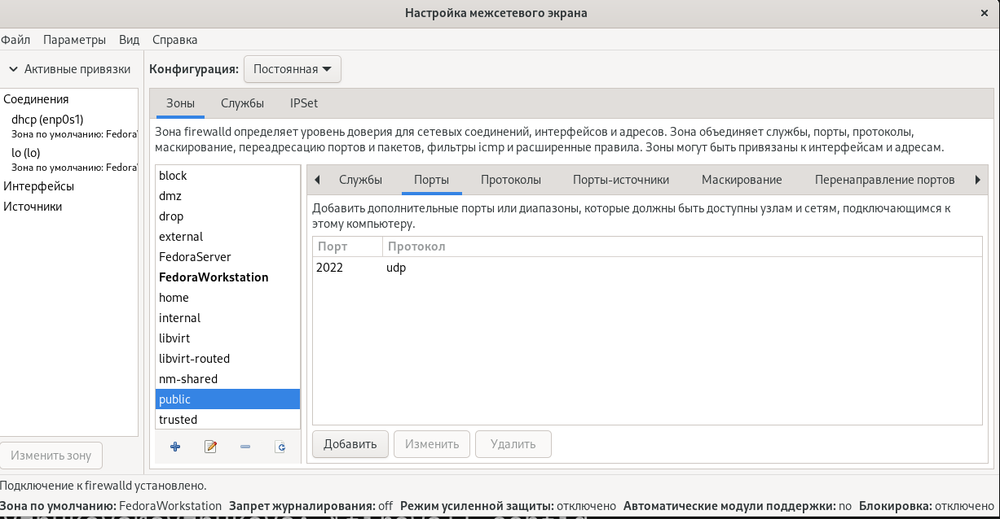 Настройка межсетевого экрана
Файл Параметры Вид Справка
Активные привязки
Конфигурация: Постоянная
Соединения
dhcp (enp0s1)
Зона по умолчанию: Fedora
lo (lo)
Зона по умолчанию: Fedora
Интерфейсы
Источники
Изменить зону
Зоны Службы IPSet
Зона firewalld определяет уровень доверия для сетевых соединений, интерфейсов и адресов. Зона объединяет службы, порты, протоколы,
маскирование, переадресацию портов и пакетов, фильтры icmp и расширенные правила. Зоны могут быть привязаны к интерфейсам и адресам.
block
dmz
drop
external
FedoraServer
FedoraWorkstation
home
internal
libvirt
libvirt-routed
nm-shared
public
trusted
Службы Порты Протоколы Порты-источники Маскирование Перенаправление портов
Добавить дополнительные порты или диапазоны, которые должны быть доступны узлам и сетям, подключающимся к
этому компьютеру.
Порт Протокол
2022 udp
Добавить Изменить Удалить
Подключение к firewalld установлено.
Зона по умолчанию: FedoraWorkstation Запрет журналирования: off Режим усиленной защиты: отключено Автоматические модули поддержки: no Блокировка: отключено